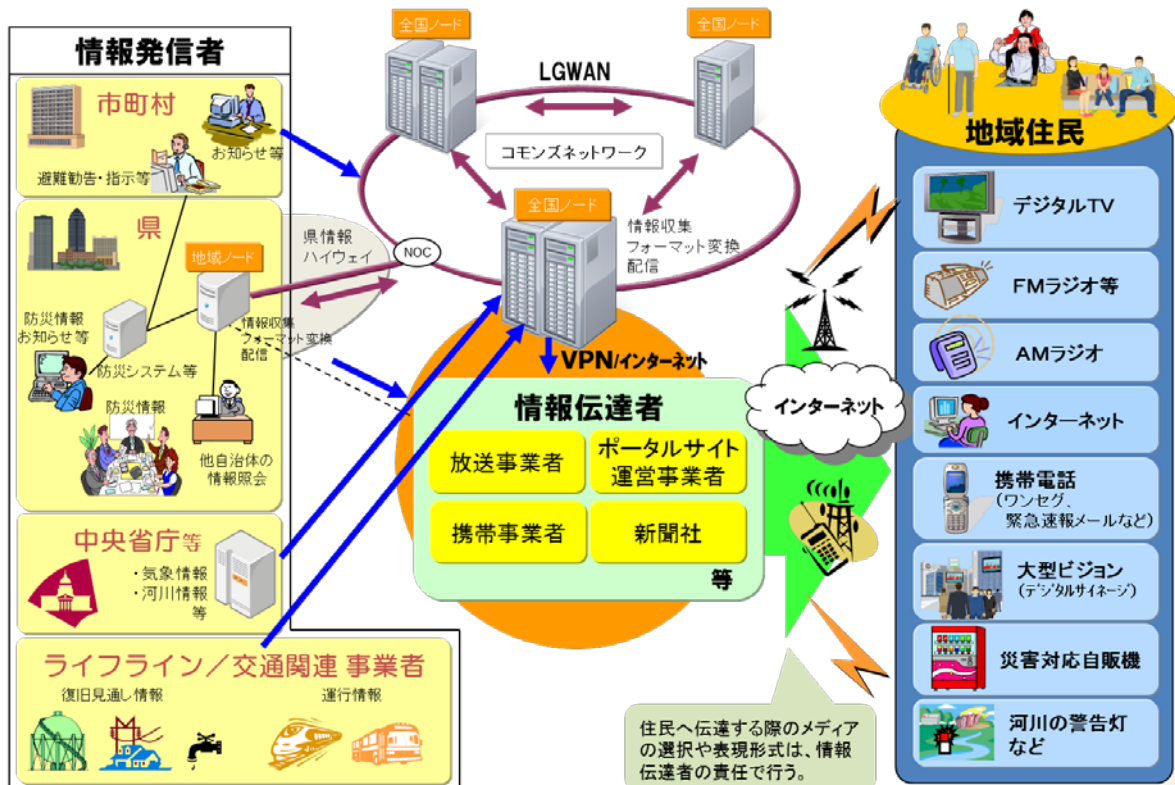 情報発信者
市町村
お知らせ等
避難勧告・指示等
県
地域ノード
防災情報
お知らせ等
防災システム等
情報収集
フォーマット変換
配信
防災情報
他自治体の
情報照会
中央省庁等
・気象情報
・河川情報
等
ライフライン／交通関連 事業者
復旧見通し情報
運行情報
全国ノード
全国ノード
LGWAN
コモンズネットワーク
全国ノード
県情報
ハイウェイ
NOC
情報収集
フォーマット変換
配信
VPN/インターネット
情報伝達者
放送事業者
ポータルサイト
運営事業者
携帯事業者
新聞社
等
インターネット
住民へ伝達する際のメディア
の選択や表現形式は、情報
伝達者の責任で行う。
地域住民
デジタルTV
FMラジオ等
AMラジオ
インターネット
携帯電話
(ワンセグ、
緊急速報メールなど)
大型ビジョン
(デジタルサイネージ)
災害対応自販機
河川の警告灯
など